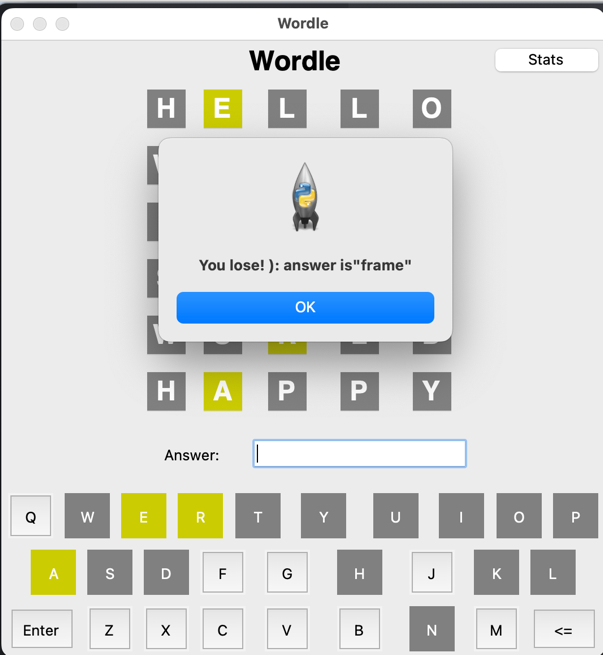 Wordle
Wordle
Stats
H E L L O
You lose! ): answer is"frame"
OK
H A P P Y
Answer:
Q W E R T Y U I O P
A S D F G H J K L
Enter Z X C V B N M <=